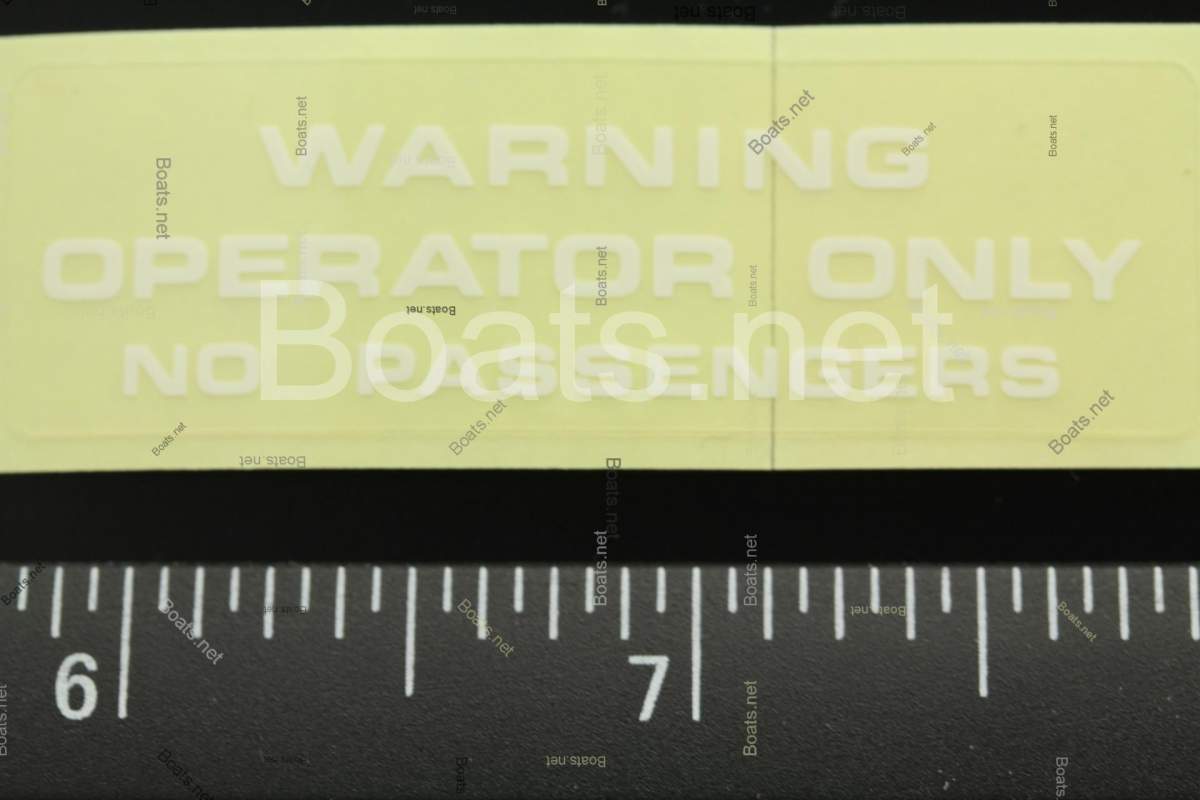 WARNING
OPERATOR ONLY
NO PASSENGERS
Boats.net
6 7